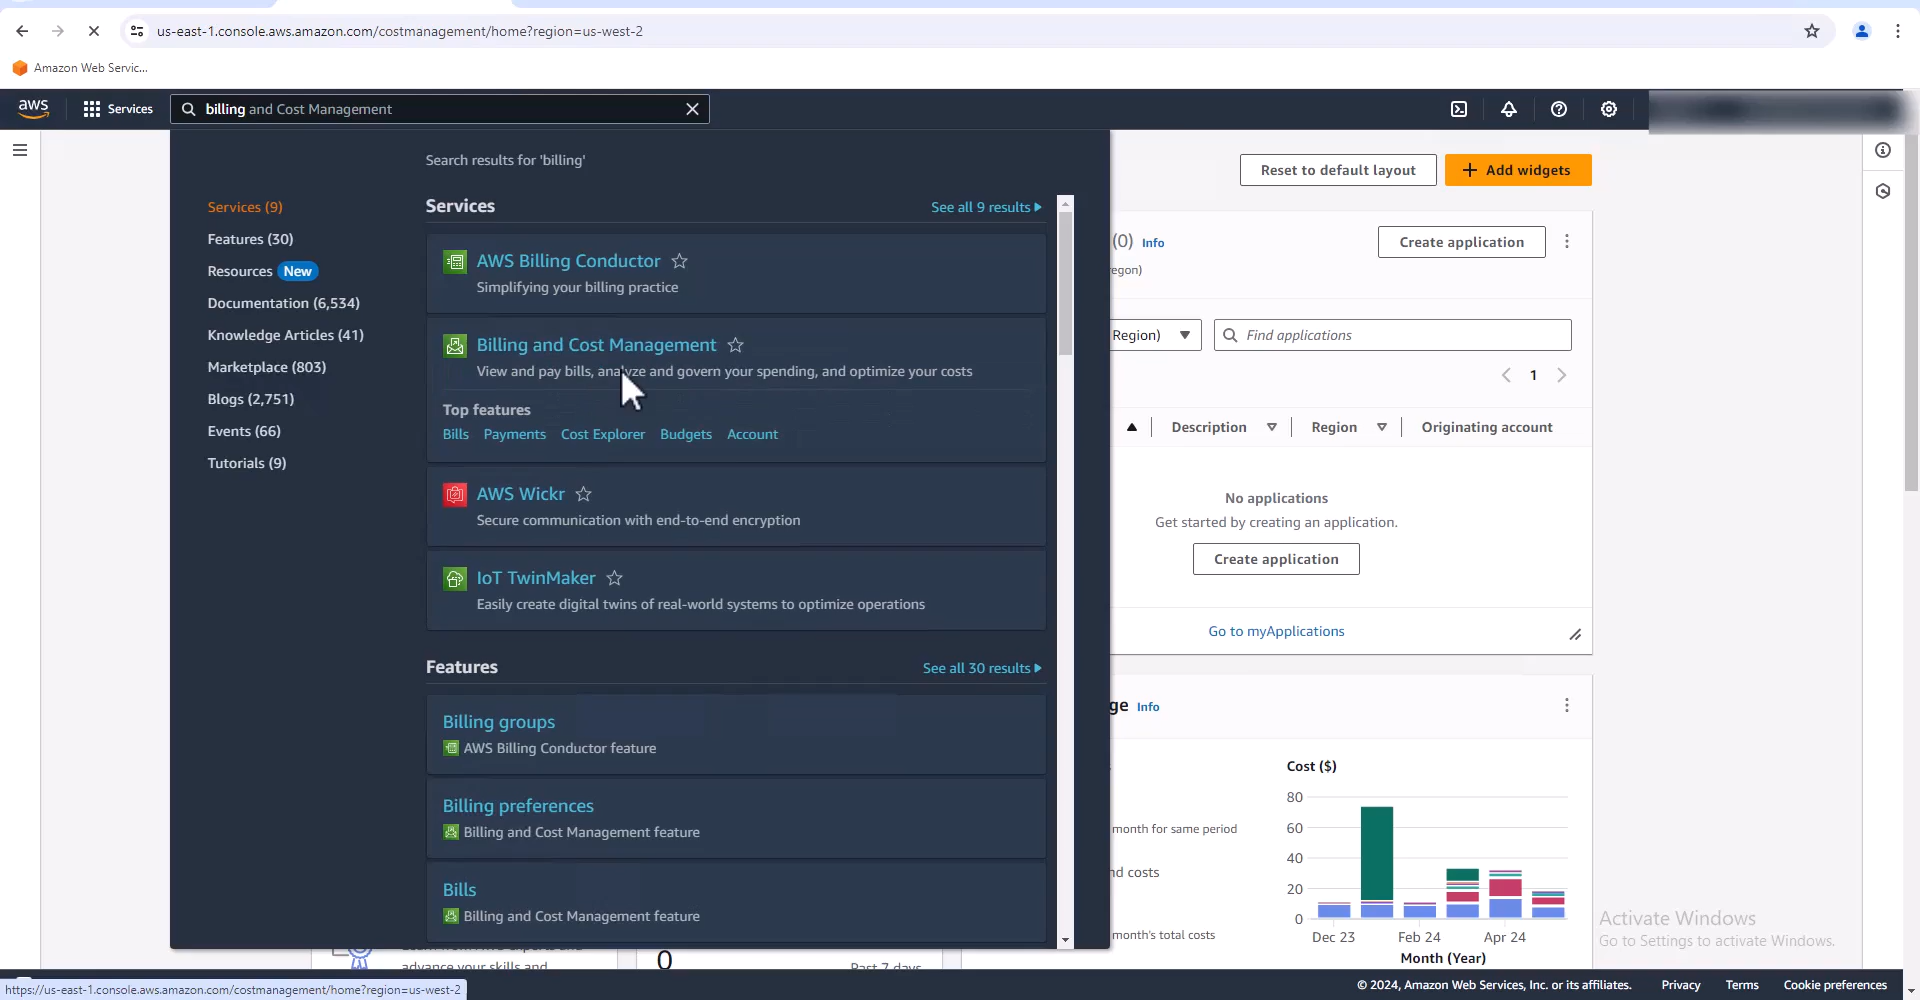 us-east-1.console.aws.amazon.com/costmanagement/home?region=us-west-2
Amazon Web Servic...
aws
Services
billing and Cost Management
Search results for 'billing'
Services (9)
Features (30)
Resources New
Documentation (6,534)
Knowledge Articles (41)
Marketplace (803)
Blogs (2,751)
Events (66)
Tutorials (9)
Services
See all 9 results
AWS Billing Conductor
Simplifying your billing practice
Billing and Cost Management
View and pay bills, analyze and govern your spending, and optimize your costs
Top features
Bills Payments Cost Explorer Budgets Account
AWS Wickr
Secure communication with end-to-end encryption
IoT TwinMaker
Easily create digital twins of real-world systems to optimize operations
Features
See all 30 results
Billing groups
AWS Billing Conductor feature
Billing preferences
Billing and Cost Management feature
Bills
Billing and Cost Management feature
Reset to default layout
Add widgets
(0) Info
Create application
egon)
Region)
Find applications
1
Description Region Originating account
No applications
Get started by creating an application.
Create application
Go to myApplications
ge Info
month for same period
nd costs
month's total costs
Cost ($)
80
60
40
20
0
Dec 23 Feb 24 Apr 24
Month (Year)
Activate Windows
Go to Settings to activate Windows.
advance your skills and
0
Past 7 days
https://us-east-1.console.aws.amazon.com/costmanagement/home?region=us-west-2
© 2024, Amazon Web Services, Inc. or its affiliates. Privacy Terms Cookie preferences